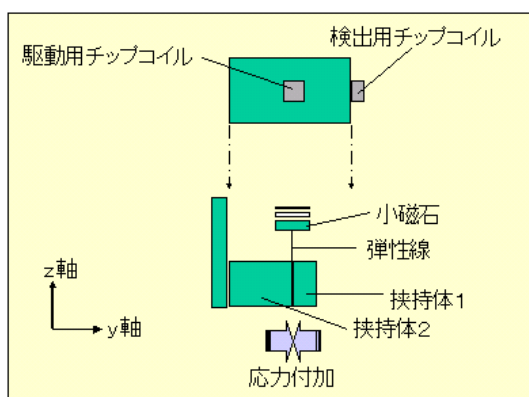 検出用チップコイル
駆動用チップコイル
小磁石
弾性線
z軸
挟持体1
y軸
挟持体2
応力付加